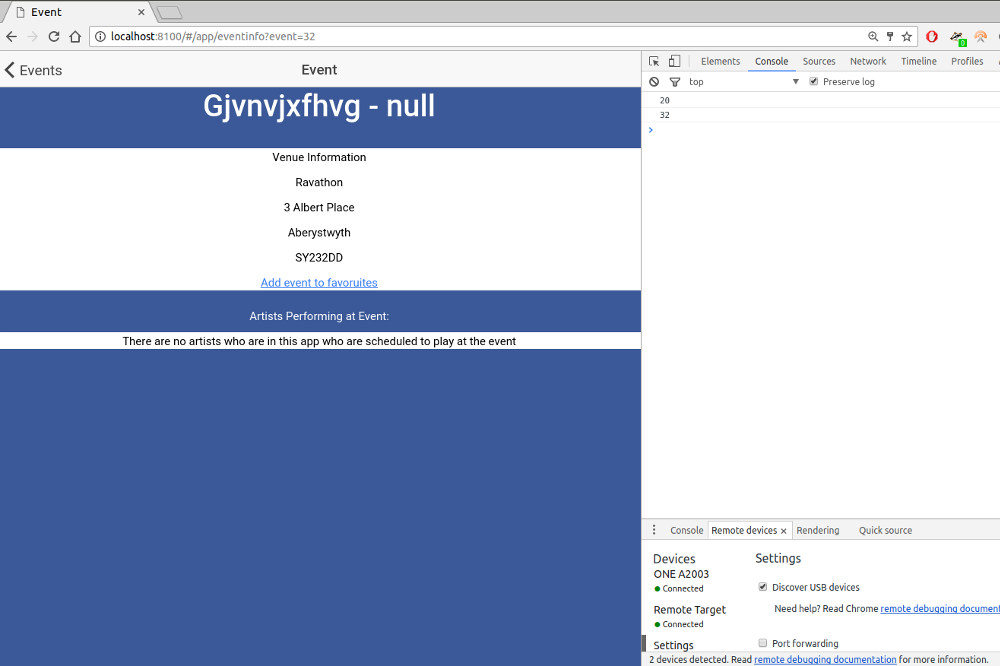 Event
localhost:8100/#/app/eventinfo?event=32
Events
Event
Gjvnvjxfhvg - null
Venue Information
Ravathon
3 Albert Place
Aberystwyth
SY232DD
Add event to favoruites
Artists Performing at Event:
There are no artists who are in this app who are scheduled to play at the event
Elements Console Sources Network Timeline Profiles
top Preserve log
20
32
Console Remote devices Rendering Quick source
Devices
ONE A2003
Connected
Remote Target
Connected
Settings
Settings
Discover USB devices
Need help? Read Chrome remote debugging document
Port forwarding
2 devices detected. Read remote debugging documentation for more information.